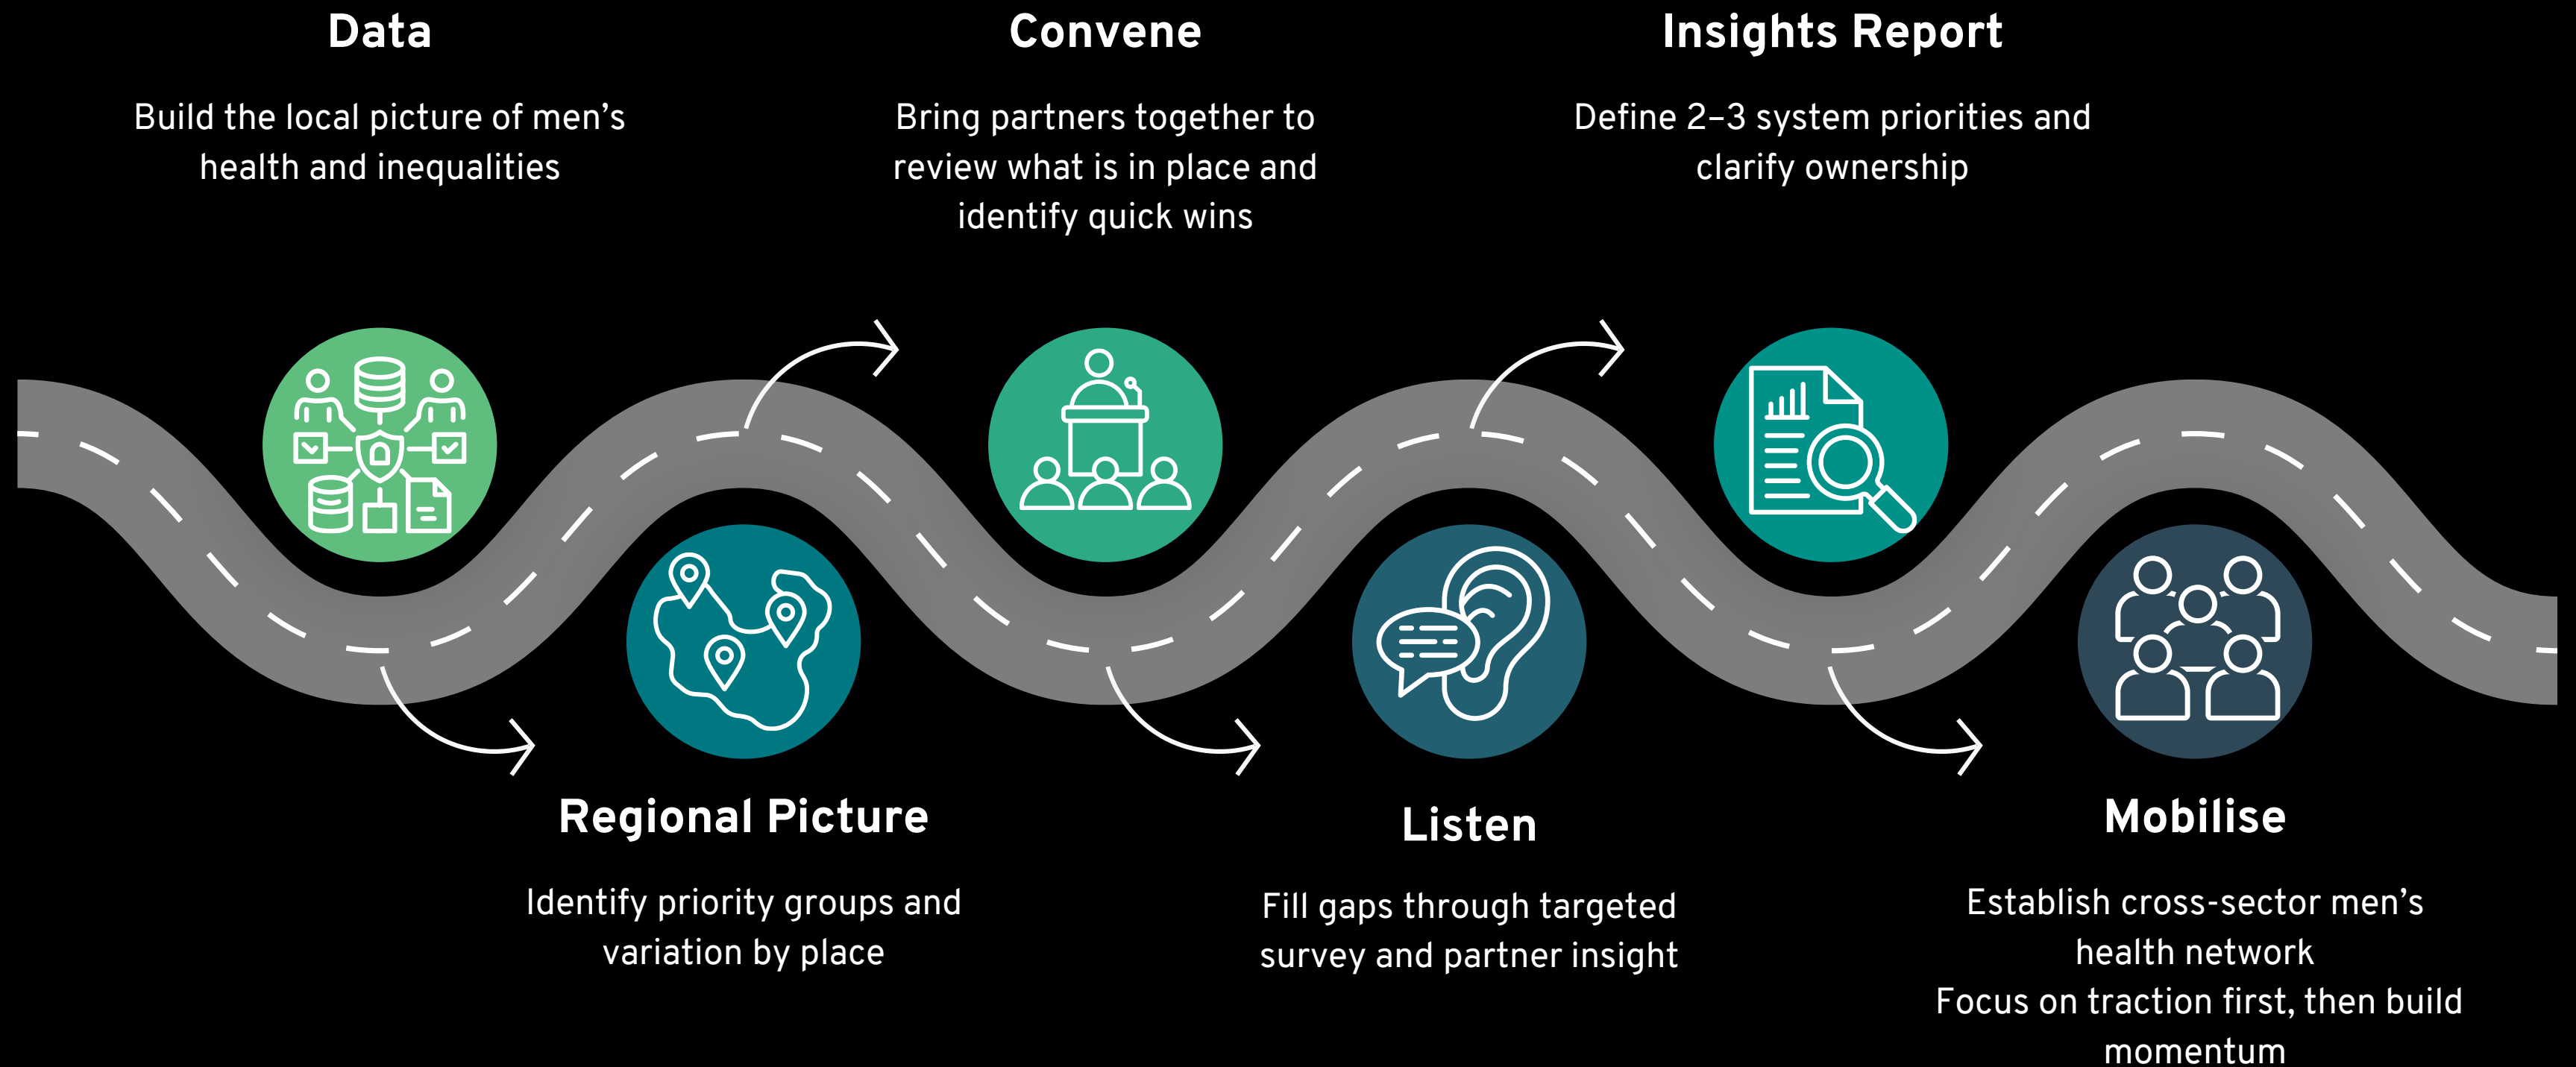 Data
Build the local picture of men’s
health and inequalities
Regional Picture
Identify priority groups and
variation by place
Convene
Bring partners together to
review what is in place and
identify quick wins
Listen
Fill gaps through targeted
survey and partner insight
Insights Report
Define 2–3 system priorities and
clarify ownership
Mobilise
Establish cross-sector men’s
health network
Focus on traction first, then build
momentum